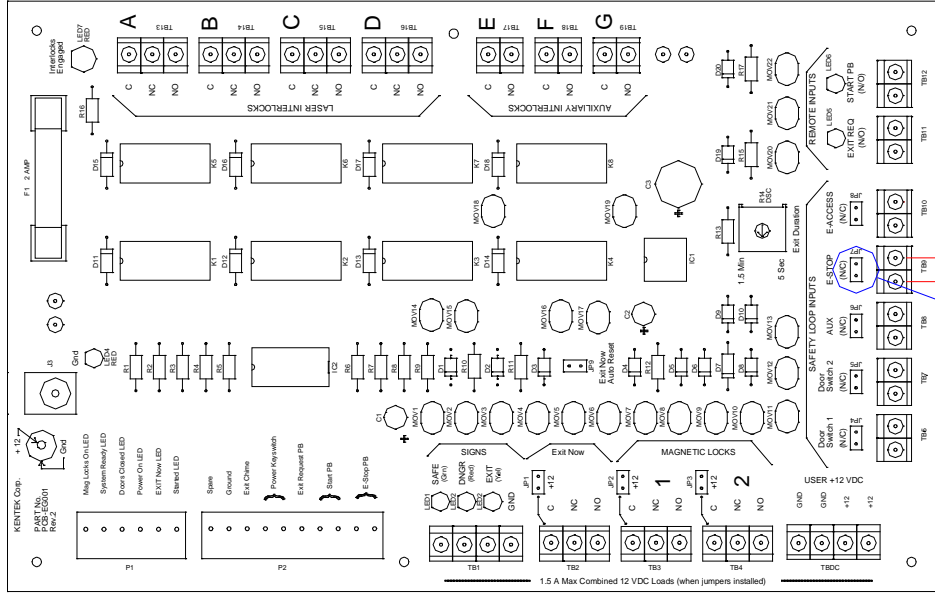 Interlocks
Engaged
LED7
RED
A
B
C
D
E
F
G
TB13
TB14
TB15
TB16
TB17
TB18
TB19
C
NC
NO
C
NC
NO
C
NC
NO
C
NC
NO
C
NC
NO
C
NO
LASER INTERLOCKS
AUXILIARY INTERLOCKS
R16
F1 2 AMP
D20
R17
MOV22
MOV21
D19
R15
MOV20
REMOTE INPUTS
LED6
START PB
(N/O)
TB12
LED5
EXIT REQ
(N/O)
TB11
D15
K5
D16
K6
D17
K7
D18
K8
MOV18
MOV19
C3
R14
DSC
R13
1.5 Min
5 Sec
Exit Duration
E-ACCESS
(N/C)
JP8
TB10
E-STOP
(N/C)
JP7
TB9
D11
K1
D12
K2
D13
K3
D14
K4
IC1
SAFETY LOOP INPUTS
AUX
(N/C)
JP6
TB8
MOV14
MOV15
MOV16
MOV17
C2
D9
D10
MOV13
J3
Gnd
LED4
RED
R1
R2
R3
R4
R5
IC2
R6
R7
R8
R9
D1
R10
D2
R11
D3
JP9
Exit Now
Auto Reset
D4
R12
D5
D6
D7
D8
MOV12
Door
Switch 2
(N/C)
JP5
TB7
+12
Gnd
C1
MOV1
MOV2
MOV3
MOV4
MOV5
MOV6
MOV7
MOV8
MOV9
MOV10
MOV11
Door
Switch 1
(N/C)
JP4
TB6
KENTEK Corp.
PART No.
PCB-EG001
Rev.2
Mag Locks On LED
System Ready LED
Doors Closed LED
Power On LED
EXIT Now LED
Started LED
P1
Spare
Ground
Exit Chime
Power Keyswitch
Exit Request PB
Start PB
E-Stop PB
P2
SIGNS
Exit Now
MAGNETIC LOCKS
USER +12 VDC
LED1
SAFE
(Grn)
LED2
DNGR
(Red)
LED2
EXIT
(Yel)
GND
JP1
+12
C
NC
NO
JP2
+12
C
NC
NO
1
JP3
+12
C
NC
NO
2
GND
GND
+12
+12
TB1
TB2
TB3
TB4
TBDC
1.5 A Max Combined 12 VDC Loads (when jumpers installed)